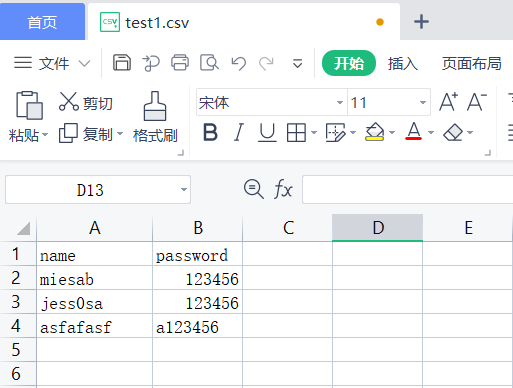 首页 test1.csv
文件 开始 插入 页面布局
粘贴 剪切 复制 格式刷 宋体 11 A+ A-
B I U A
D13 fx
A B C D E
1 name password
2 miesab 123456
3 jess0sa 123456
4 asfafasf a123456
5
6